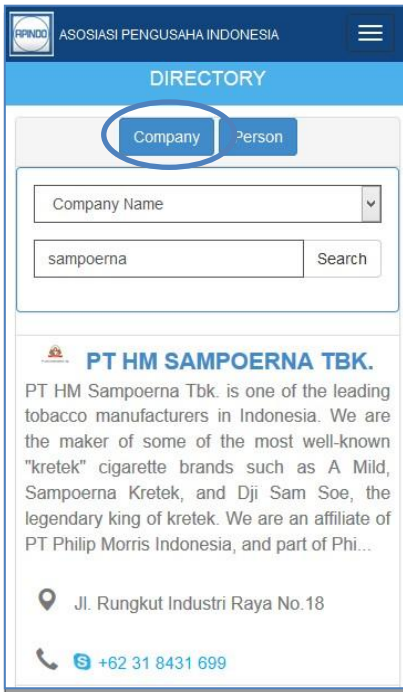 APINDO ASOSIASI PENGUSAHA INDONESIA
DIRECTORY
Company Person
Company Name
sampoerna Search
PT HM SAMPOERNA TBK.
PT HM Sampoerna Tbk. is one of the leading
tobacco manufacturers in Indonesia. We are
the maker of some of the most well-known
"kretek" cigarette brands such as A Mild,
Sampoerna Kretek, and Dji Sam Soe, the
legendary king of kretek. We are an affiliate of
PT Philip Morris Indonesia, and part of Phi...
Jl. Rungkut Industri Raya No.18
+62 31 8431 699